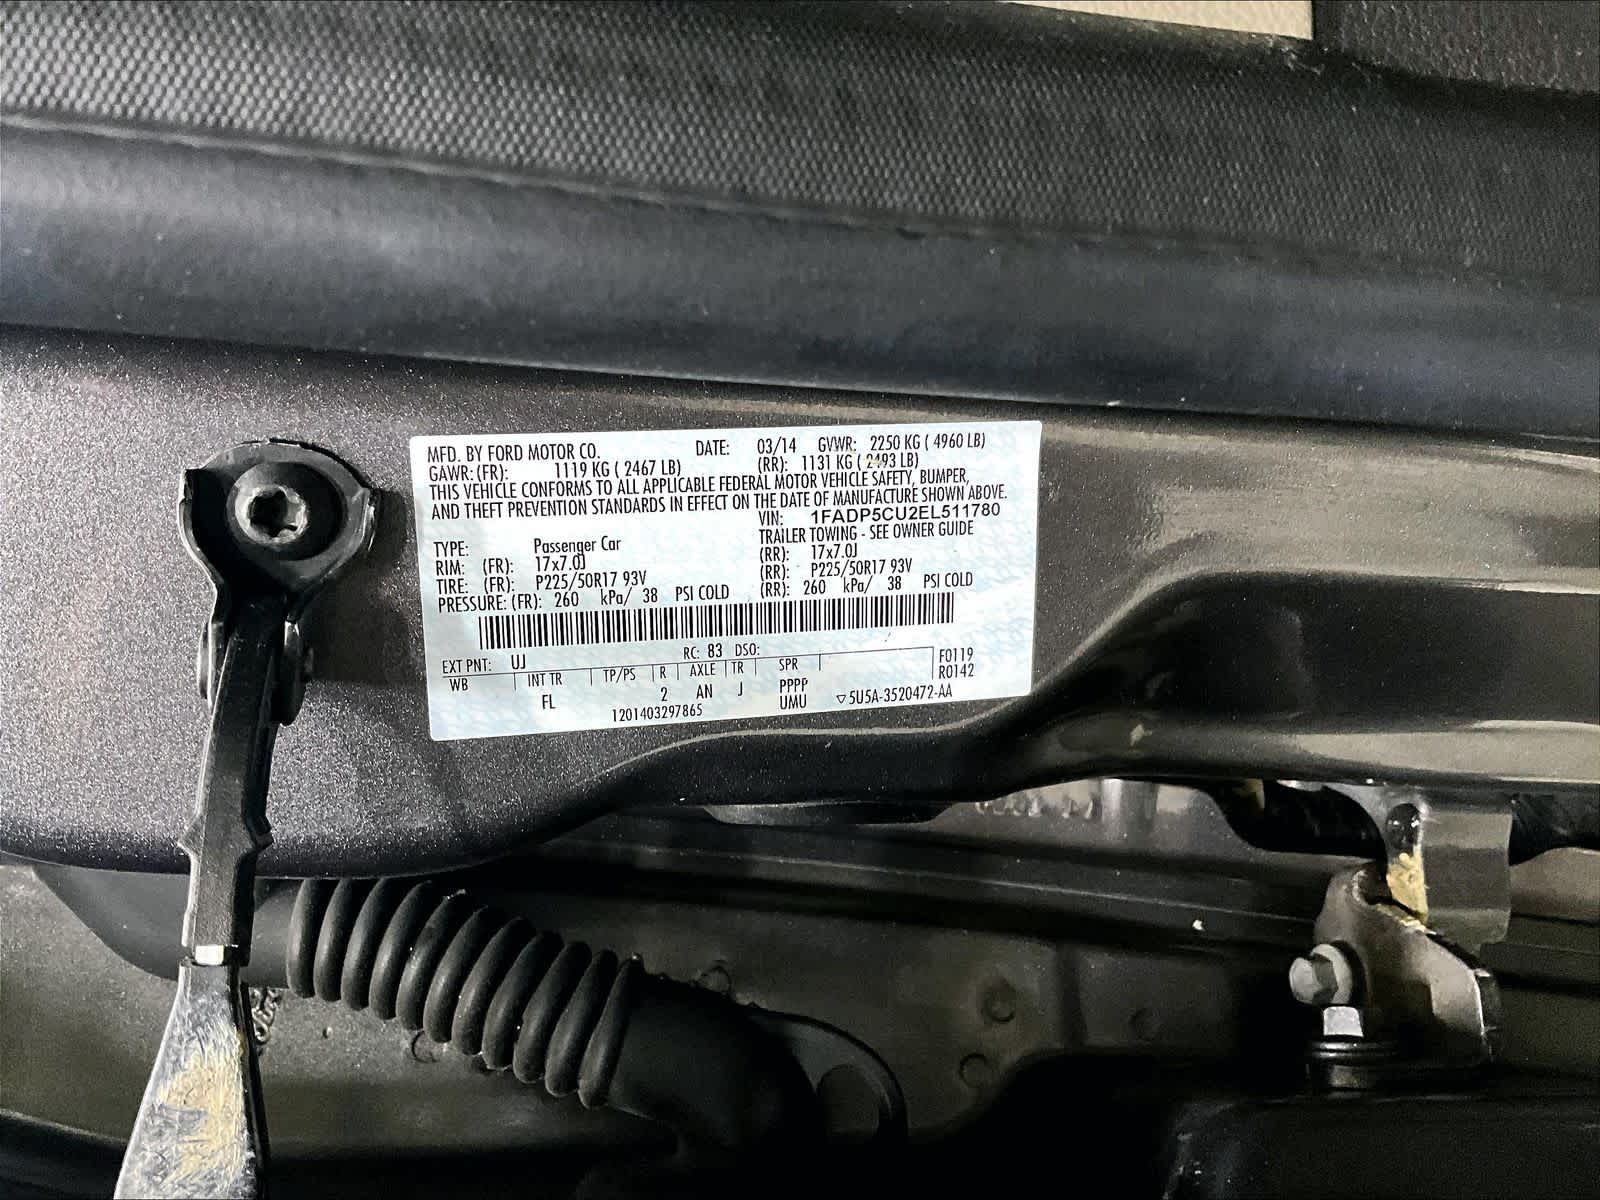 MFD. BY FORD MOTOR CO. DATE: 03/14 GVWR: 2250 KG ( 4960 LB)
GAWR: (FR): 1119 KG ( 2467 LB) (RR): 1131 KG ( 2493 LB)
THIS VEHICLE CONFORMS TO ALL APPLICABLE FEDERAL MOTOR VEHICLE SAFETY, BUMPER,
AND THEFT PREVENTION STANDARDS IN EFFECT ON THE DATE OF MANUFACTURE SHOWN ABOVE.
VIN: 1FADP5CU2EL511780
TRAILER TOWING - SEE OWNER GUIDE
TYPE: Passenger Car
RIM: (FR): 17x7.0J (RR): 17x7.0J
TIRE: (FR): P225/50R17 93V (RR): P225/50R17 93V
PRESSURE: (FR): 260 kPa/ 38 PSI COLD (RR): 260 kPa/ 38 PSI COLD
EXT PNT: UJ RC: 83 DSO: F0119
WB INT TR TP/PS R AXLE TR SPR R0142
FL 2 AN J PPPP
1201403297865 UMU ▽5U5A-3520472-AA
Ford